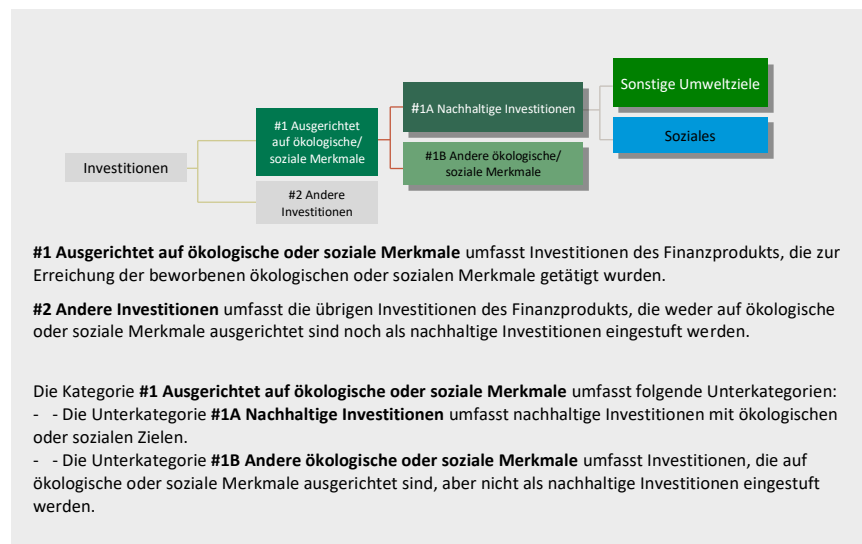 Sonstige Umweltziele
#1A Nachhaltige Investitionen
#1 Ausgerichtet
auf ökologische/
soziale Merkmale
Soziales
#1B Andere ökologische/
soziale Merkmale
Investitionen
#2 Andere
Investitionen
#1 Ausgerichtet auf ökologische oder soziale Merkmale umfasst Investitionen des Finanzprodukts, die zur
Erreichung der beworbenen ökologischen oder sozialen Merkmale getätigt wurden.
#2 Andere Investitionen umfasst die übrigen Investitionen des Finanzprodukts, die weder auf ökologische
oder soziale Merkmale ausgerichtet sind noch als nachhaltige Investitionen eingestuft werden.
Die Kategorie #1 Ausgerichtet auf ökologische oder soziale Merkmale umfasst folgende Unterkategorien:
- - Die Unterkategorie #1A Nachhaltige Investitionen umfasst nachhaltige Investitionen mit ökologischen
oder sozialen Zielen.
- - Die Unterkategorie #1B Andere ökologische oder soziale Merkmale umfasst Investitionen, die auf
ökologische oder soziale Merkmale ausgerichtet sind, aber nicht als nachhaltige Investitionen eingestuft
werden.